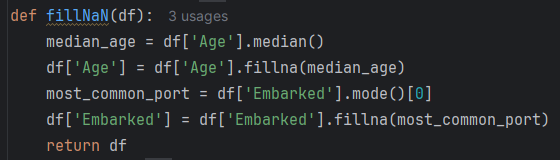 def fillNaN(df): 3 usages
    median_age = df['Age'].median()
    df['Age'] = df['Age'].fillna(median_age)
    most_common_port = df['Embarked'].mode()[0]
    df['Embarked'] = df['Embarked'].fillna(most_common_port)
    return df